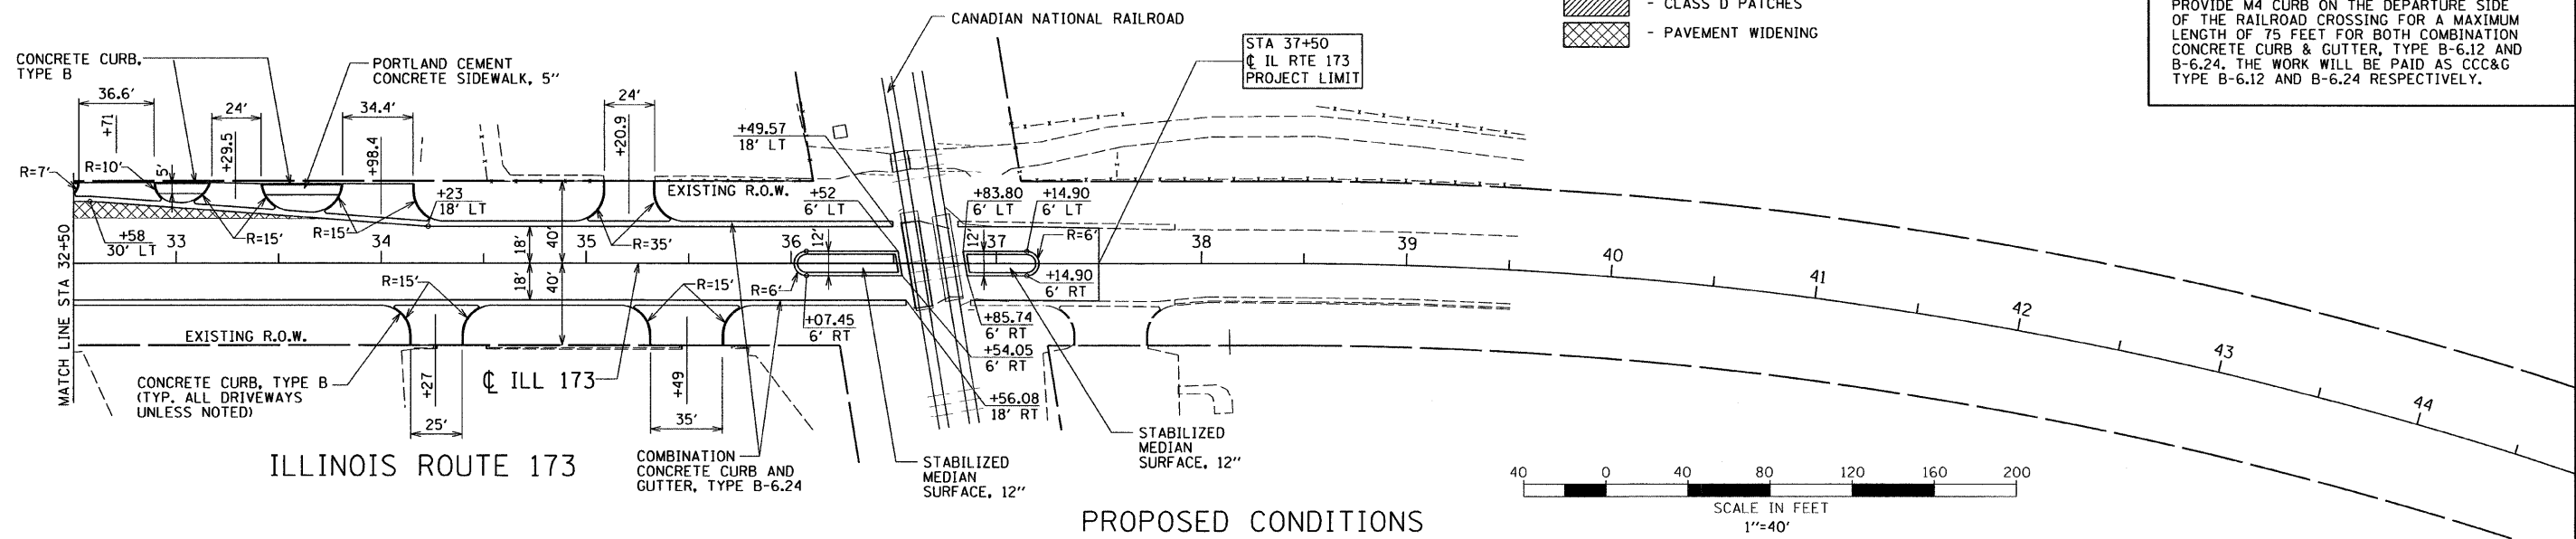 CANADIAN NATIONAL RAILROAD
- CLASS D PATCHES
- PAVEMENT WIDENING
PROVIDE M4 CURB ON THE DEPARTURE SIDE
OF THE RAILROAD CROSSING FOR A MAXIMUM
LENGTH OF 75 FEET FOR BOTH COMBINATION
CONCRETE CURB & GUTTER, TYPE B-6.12 AND
B-6.24. THE WORK WILL BE PAID AS CCC&G
TYPE B-6.12 AND B-6.24 RESPECTIVELY.
STA 37+50
℄ IL RTE 173
PROJECT LIMIT
CONCRETE CURB,
TYPE B
PORTLAND CEMENT
CONCRETE SIDEWALK, 5"
36.6'
24'
34.4'
24'
+71
+29.5
+98.4
+20.9
+49.57
18' LT
R=7'
R=10'
5'
EXISTING R.O.W.
+23
18' LT
+52
6' LT
+83.80
6' LT
+14.90
6' LT
+58
30' LT
R=15'
R=15'
R=35'
R=6'
12'
12'
18'
40'
33
34
35
36
37
38
39
40
41
42
43
44
MATCH LINE STA 32+50
18'
40'
R=15'
R=15'
R=6'
+14.90
6' RT
+07.45
6' RT
+85.74
6' RT
+54.05
6' RT
+56.08
18' RT
EXISTING R.O.W.
CONCRETE CURB, TYPE B
(TYP. ALL DRIVEWAYS
UNLESS NOTED)
+27
25'
℄ ILL 173
+49
35'
COMBINATION
CONCRETE CURB AND
GUTTER, TYPE B-6.24
STABILIZED
MEDIAN
SURFACE, 12"
STABILIZED
MEDIAN
SURFACE, 12"
ILLINOIS ROUTE 173
PROPOSED CONDITIONS
40 0 40 80 120 160 200
SCALE IN FEET
1"=40'